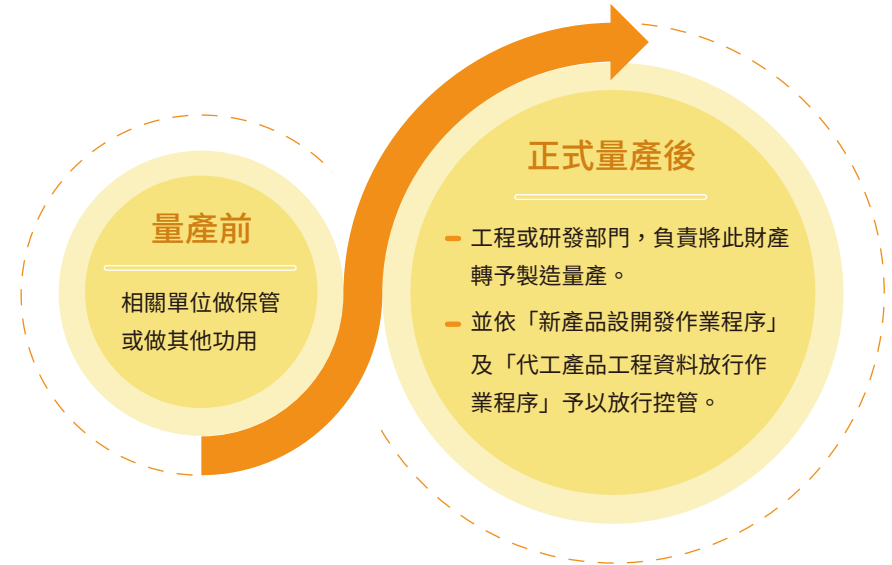 量產前
相關單位做保管
或做其他功用
正式量產後
工程或研發部門，負責將此財產
轉予製造量產。
並依「新產品設開發作業程序」
及「代工產品工程資料放行作
業程序」予以放行控管。